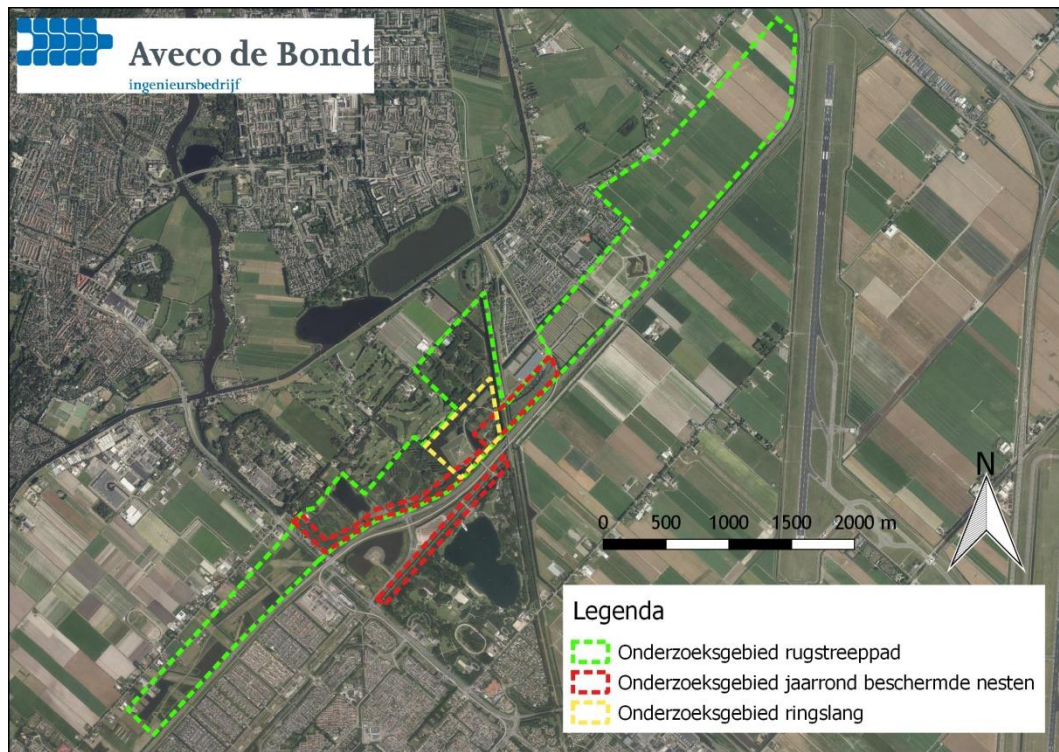 Aveco de Bondt
ingenieursbedrijf
N
0 500 1000 1500 2000 m
Legenda
Onderzoeksgebied rugstreeppad
Onderzoeksgebied jaarrond beschermde nesten
Onderzoeksgebied ringslang